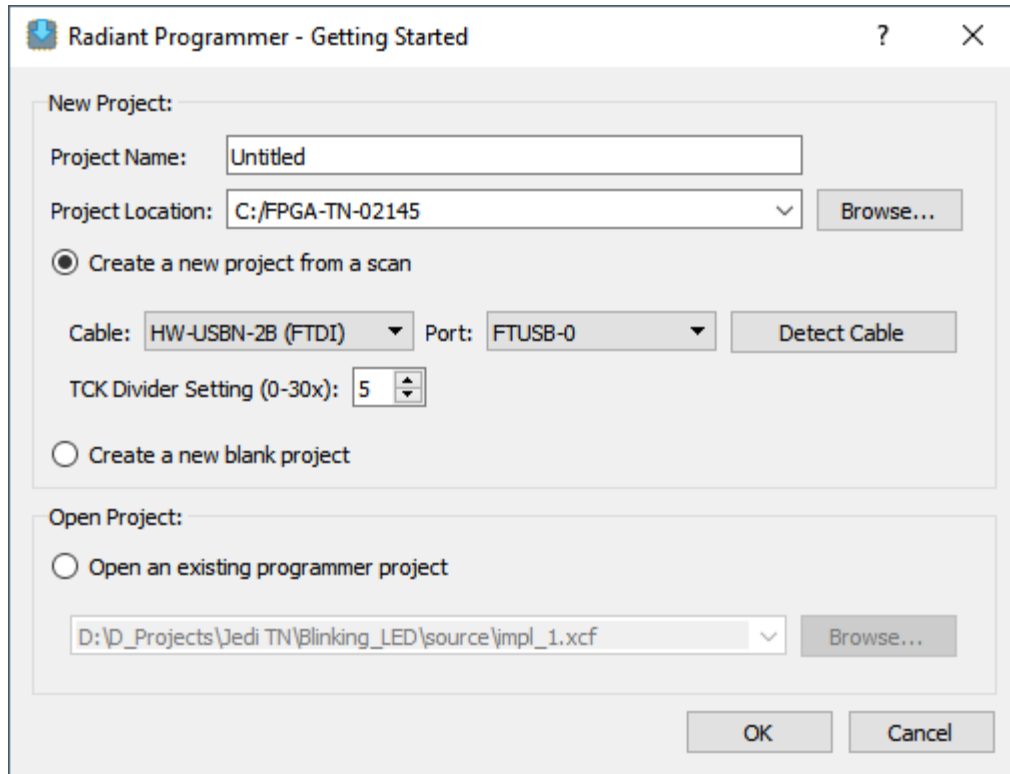 Radiant Programmer - Getting Started ?
New Project:
Project Name: Untitled
Project Location: C:/FPGA-TN-02145 Browse...
Create a new project from a scan
Cable: HW-USBN-2B (FTDI) Port: FTUSB-0 Detect Cable
TCK Divider Setting (0-30x): 5
Create a new blank project
Open Project:
Open an existing programmer project
D:\D_Projects\Jedi TN\Blinking_LED\source\impl_1.xcf Browse...
OK Cancel